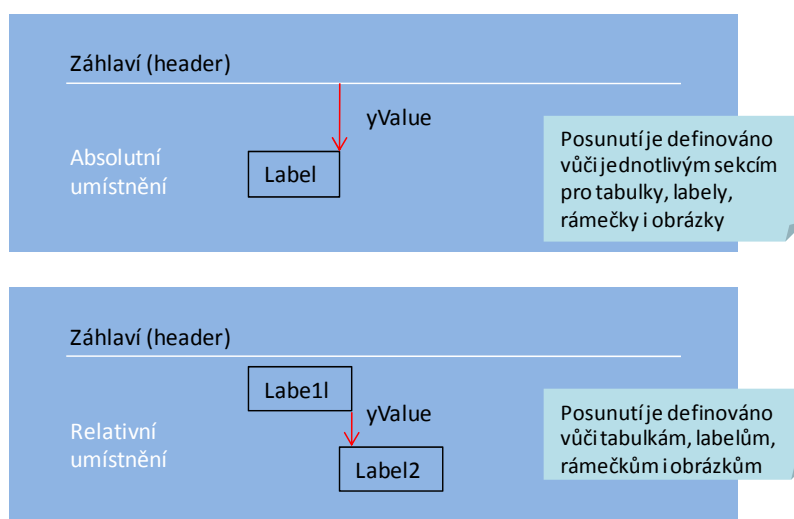 Záhlaví (header)
yValue
Absolutní
umístnění
Label
Posunutí je definováno
vůči jednotlivým sekcím
pro tabulky, labely,
rámečky i obrázky
Záhlaví (header)
Labe1l
yValue
Relativní
umístnění
Label2
Posunutí je definováno
vůči tabulkám, labelům,
rámečkům i obrázkům